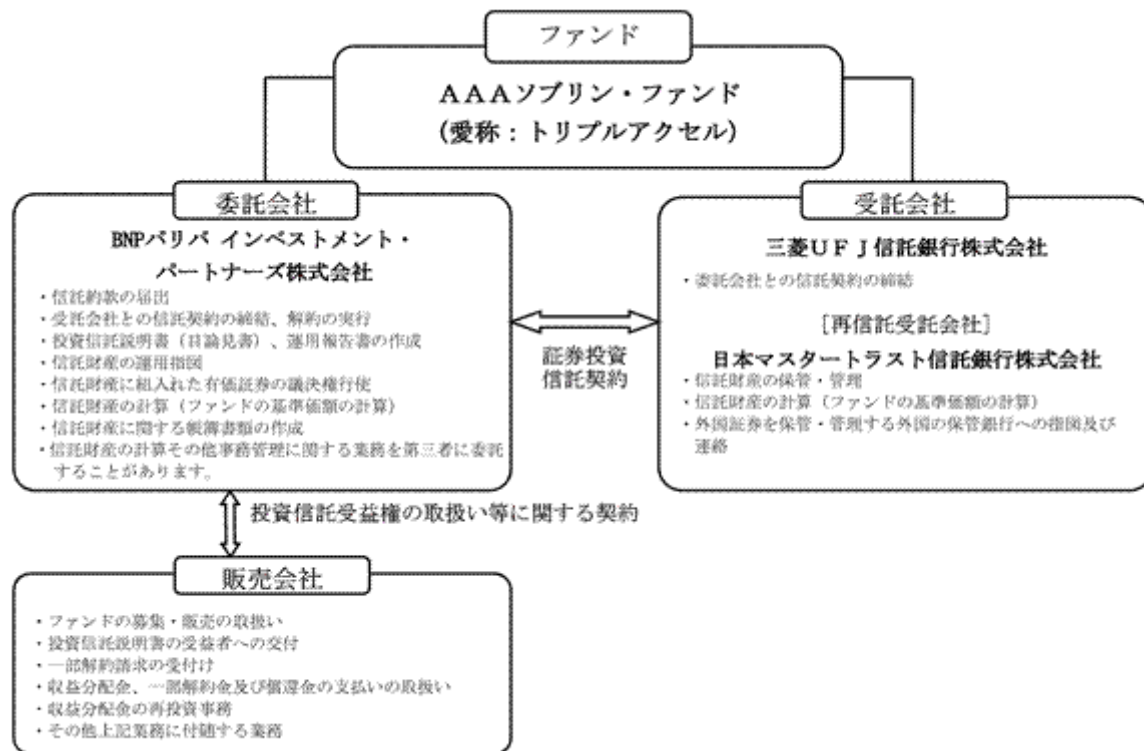 ファンド
AAAソブリン・ファンド
(愛称：トリプルアクセル)
委託会社
BNPパリバ インベストメント・
パートナーズ株式会社
・信託約款の届出
・受託会社との信託契約の締結、解約の実行
・投資信託説明書（目論見書）、運用報告書の作成
・信託財産の運用指図
・信託財産に組入れた有価証券の議決権行使
・信託財産の計算（ファンドの基準価額の計算）
・信託財産に関する帳簿書類の作成
・信託財産の計算その他事務管理に関する業務を第三者に委託
することがあります。
証券投資
信託契約
受託会社
三菱UFJ信託銀行株式会社
・委託会社との信託契約の締結
［再信託受託会社］
日本マスタートラスト信託銀行株式会社
・信託財産の保管・管理
・信託財産の計算（ファンドの基準価額の計算）
・外国証券を保管・管理する外国の保管銀行への指図及び
連絡
投資信託受益権の取扱い等に関する契約
販売会社
・ファンドの募集・販売の取扱い
・投資信託説明書の受益者への交付
・一部解約請求の受付け
・収益分配金、一部解約金及び償還金の支払いの取扱い
・収益分配金の再投資事務
・その他上記業務に付随する業務